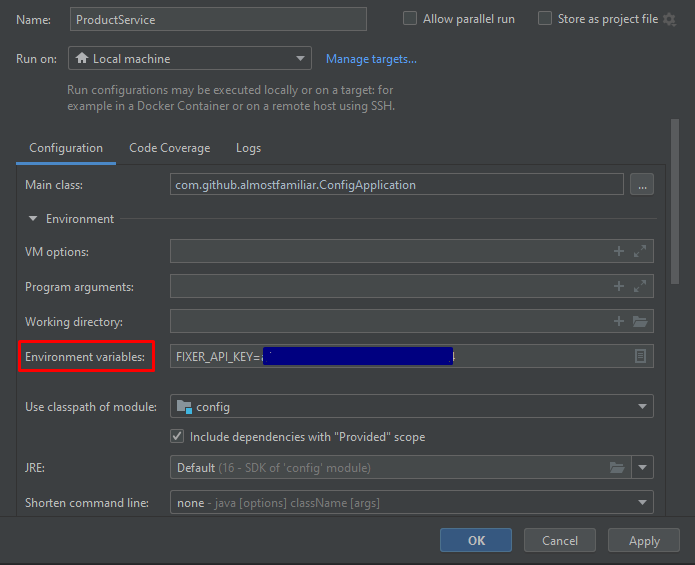 Name: ProductService Allow parallel run Store as project file
Run on: Local machine Manage targets...
Run configurations may be executed locally or on a target: for
example in a Docker Container or on a remote host using SSH.
Configuration Code Coverage Logs
Main class: com.github.almostfamiliar.ConfigApplication ...
Environment
VM options:
Program arguments:
Working directory:
Environment variables: FIXER_API_KEY=
Use classpath of module: config
Include dependencies with "Provided" scope
JRE: Default (16 - SDK of 'config' module)
Shorten command line: none - java [options] className [args]
OK Cancel Apply